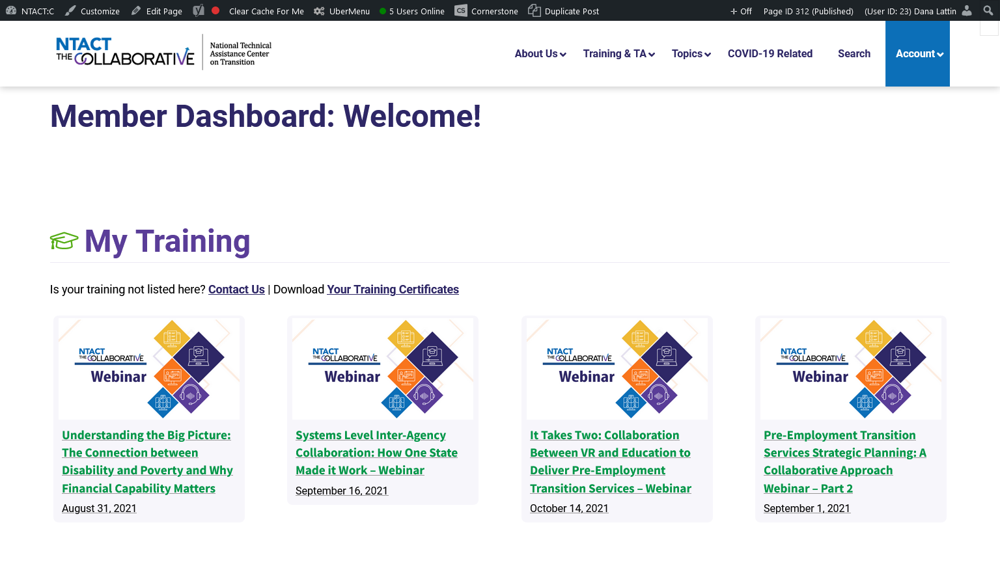 NTACT:C Customize Edit Page Clear Cache For Me UberMenu 5 Users Online CS Cornerstone Duplicate Post + Off Page ID 312 (Published) (User ID: 23) Dana Lattin
NTACT
THE COLLABORATIVE
National Technical
Assistance Center
on Transition
About Us Training & TA Topics COVID-19 Related Search Account
Member Dashboard: Welcome!
My Training
Is your training not listed here? Contact Us | Download Your Training Certificates
NTACT
THE COLLABORATIVE
Webinar
Understanding the Big Picture:
The Connection between
Disability and Poverty and Why
Financial Capability Matters
August 31, 2021
NTACT
THE COLLABORATIVE
Webinar
Systems Level Inter-Agency
Collaboration: How One State
Made it Work – Webinar
September 16, 2021
NTACT
THE COLLABORATIVE
Webinar
It Takes Two: Collaboration
Between VR and Education to
Deliver Pre-Employment
Transition Services – Webinar
October 14, 2021
NTACT
THE COLLABORATIVE
Webinar
Pre-Employment Transition
Services Strategic Planning: A
Collaborative Approach
Webinar – Part 2
September 1, 2021